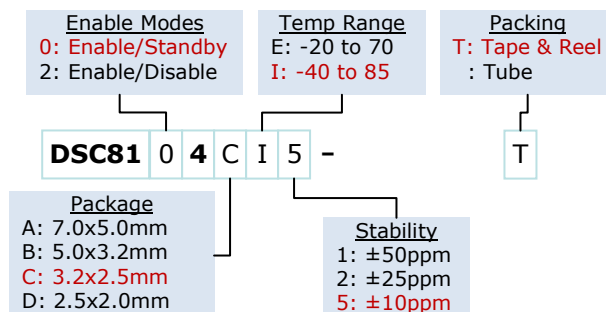 Enable Modes
0: Enable/Standby
2: Enable/Disable
Temp Range
E: -20 to 70
I: -40 to 85
Packing
T: Tape & Reel
: Tube
DSC81 0 4 C I 5 – T
Package
A: 7.0x5.0mm
B: 5.0x3.2mm
C: 3.2x2.5mm
D: 2.5x2.0mm
Stability
1: ±50ppm
2: ±25ppm
5: ±10ppm